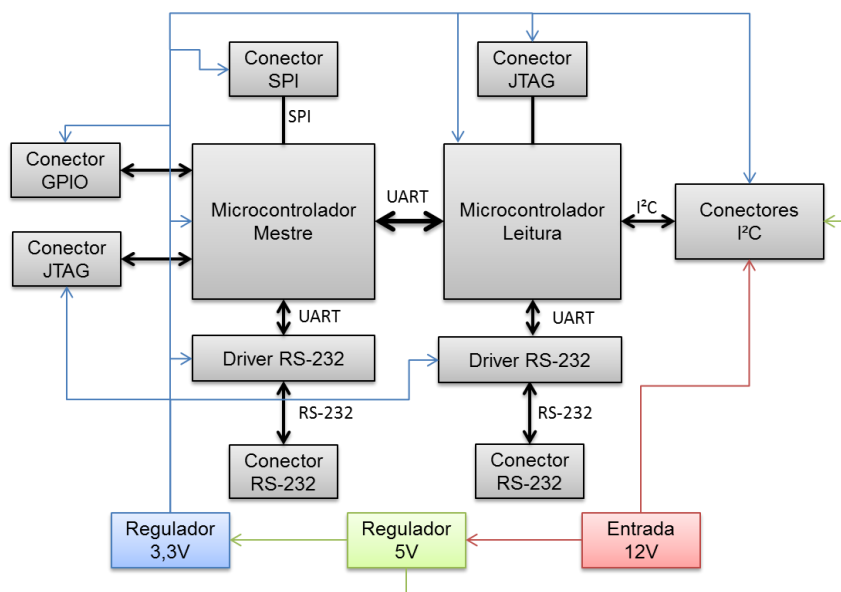 Conector
SPI
Conector
JTAG
SPI
Conector
GPIO
Microcontrolador
Mestre
UART
Microcontrolador
Leitura
I²C
Conectores
I²C
Conector
JTAG
UART
UART
Driver RS-232
Driver RS-232
RS-232
RS-232
Conector
RS-232
Conector
RS-232
Regulador
3,3V
Regulador
5V
Entrada
12V